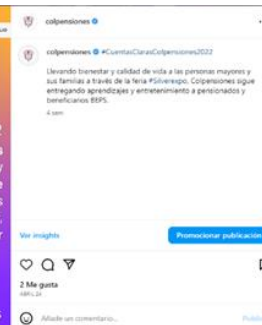 colpensiones
colpensiones #CuentasClarasColpensiones2022
Llevando bienestar y calidad de vida a las personas mayores y
sus familias a través de la feria #Silverexpo. Colpensiones sigue
entregando aprendizajes y entretenimiento a pensionados y
beneficiarios BEPS.
4 sem
Ver insights
Promocionar publicación
2 Me gusta
Añade un comentario...